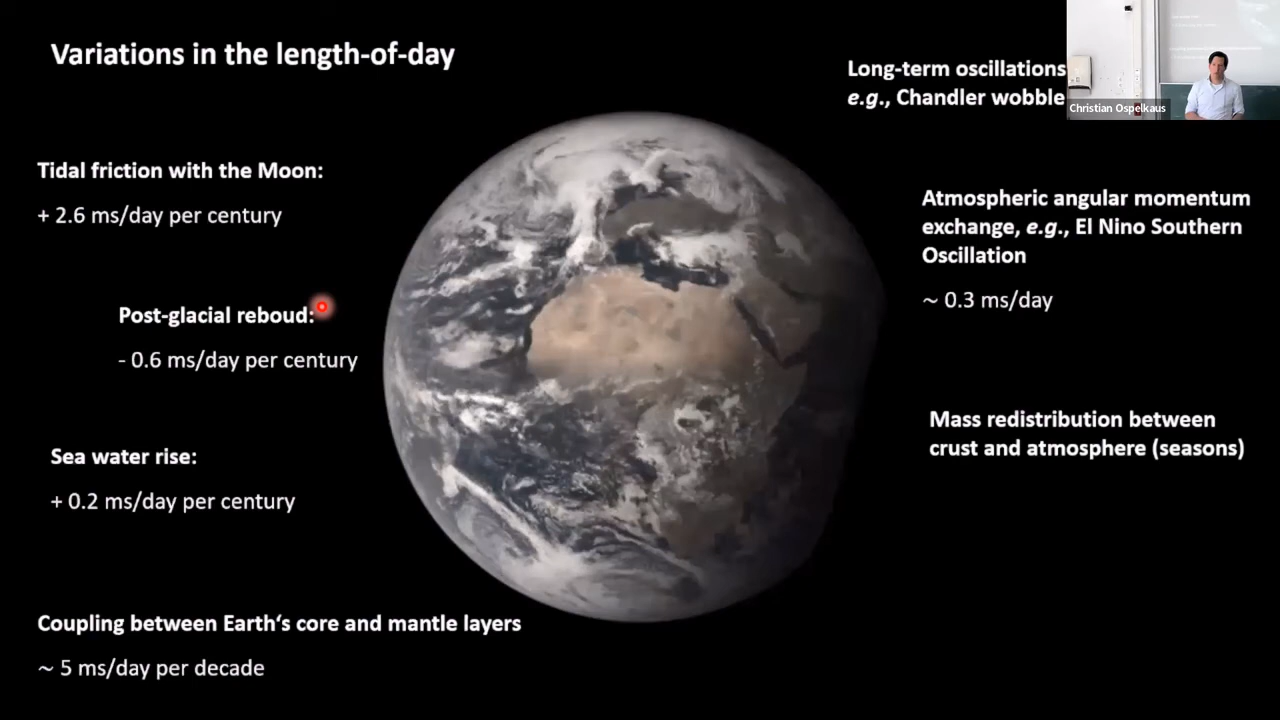 Variations in the length-of-day
Tidal friction with the Moon:
+ 2.6 ms/day per century
Post-glacial reboud:
- 0.6 ms/day per century
Sea water rise:
+ 0.2 ms/day per century
Coupling between Earth‘s core and mantle layers
~ 5 ms/day per decade
Long-term oscillations
e.g., Chandler wobble
Christian Ospelkaus
Atmospheric angular momentum
exchange, e.g., El Nino Southern
Oscillation
~ 0.3 ms/day
Mass redistribution between
crust and atmosphere (seasons)